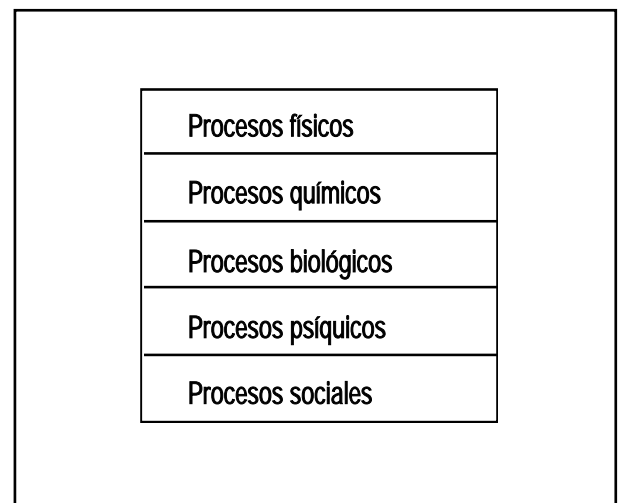 Procesos físicos
Procesos químicos
Procesos biológicos
Procesos psíquicos
Procesos sociales